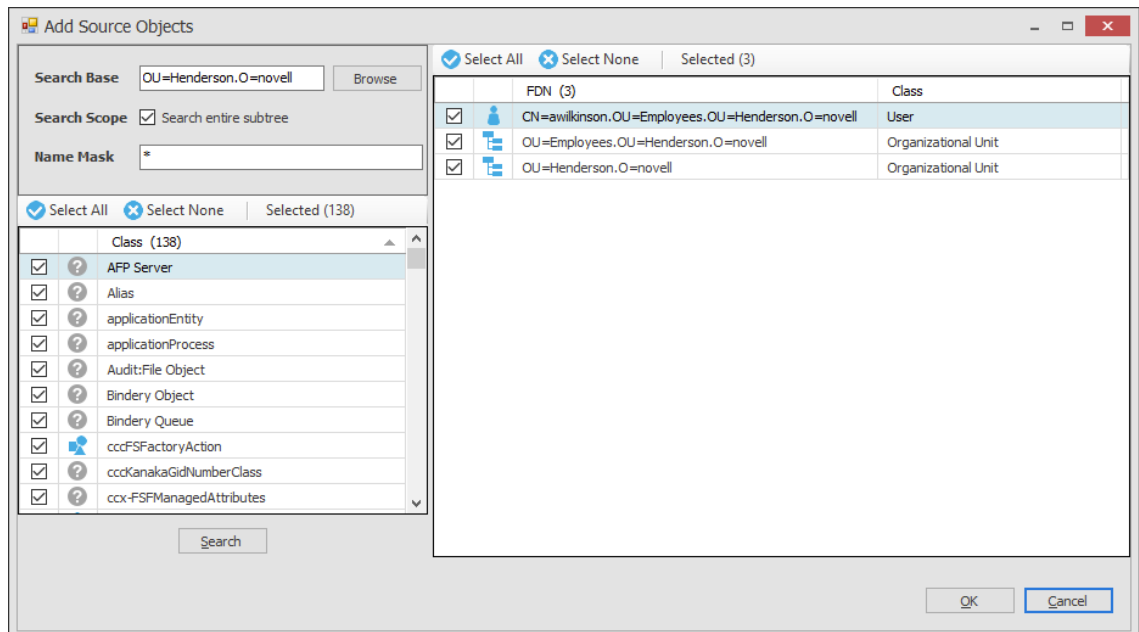 Add Source Objects
Search Base OU=Henderson.O=novell Browse
Search Scope Search entire subtree
Name Mask *
Select All Select None Selected (138)
Class (138)
AFP Server
Alias
applicationEntity
applicationProcess
Audit:File Object
Bindery Object
Bindery Queue
cccFSFactoryAction
cccKanakaGidNumberClass
ccx-FSFManagedAttributes
Search
Select All Select None Selected (3)
FDN (3) Class
CN=awilkinson.OU=Employees.OU=Henderson.O=novell User
OU=Employees.OU=Henderson.O=novell Organizational Unit
OU=Henderson.O=novell Organizational Unit
OK Cancel